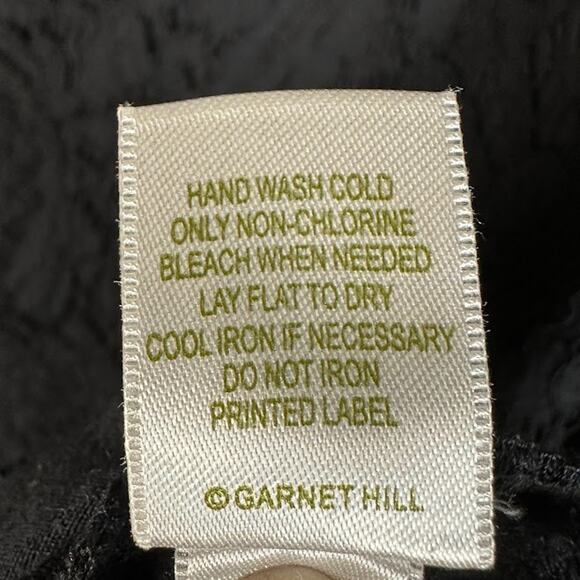 HAND WASH COLD
ONLY NON-CHLORINE
BLEACH WHEN NEEDED
LAY FLAT TO DRY
COOL IRON IF NECESSARY
DO NOT IRON
PRINTED LABEL
© GARNET HILL